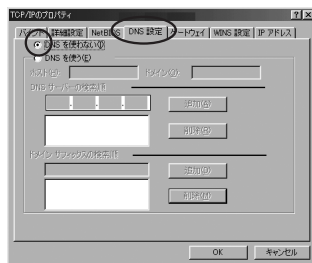 TCP/IPのプロパティ
バインド 詳細設定 NetBIOS DNS 設定 ゲートウェイ WINS 設定 IP アドレス
DNS を使わない(I)
DNS を使う(E)
ホスト(H): ドメイン(O):
DNS サーバーの検索順
追加(A)
削除(R)
ドメイン サフィックスの検索順
追加(D)
削除(M)
OK キャンセル